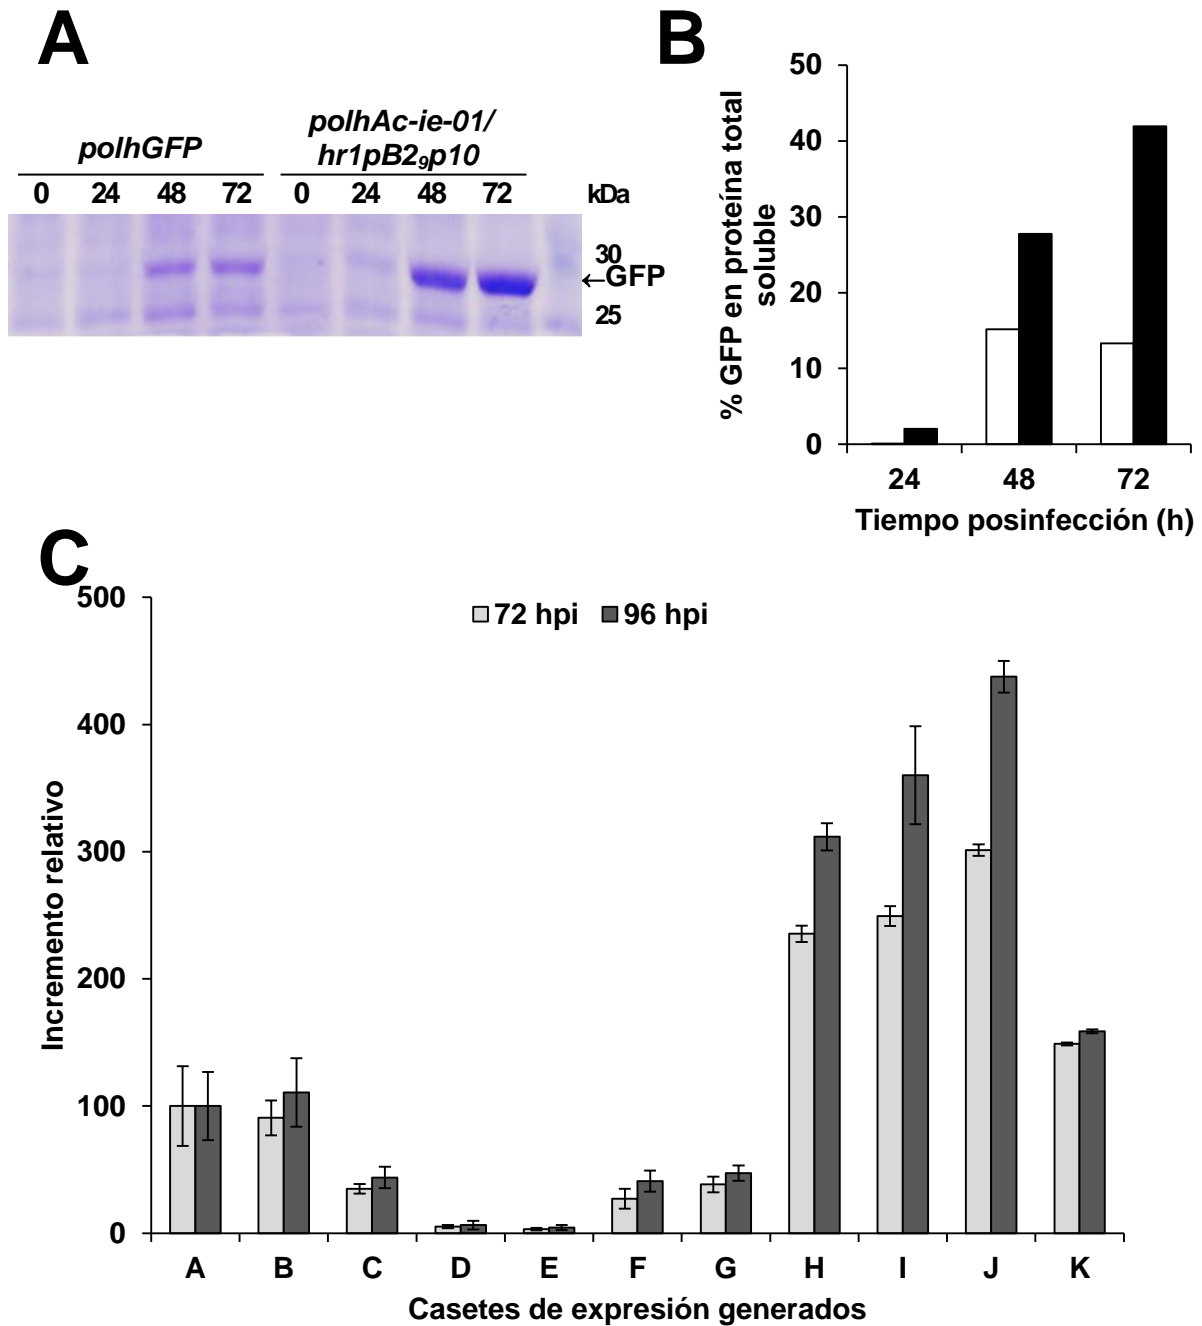 A
polhGFP
polhAc-ie-01/
hr1pB2₉p10
0 24 48 72 0 24 48 72 kDa
30
←GFP
25
B
50
40
30
20
10
0
% GFP en proteína total
soluble
24 48 72
Tiempo posinfección (h)
C
500
400
300
200
100
0
Incremento relativo
72 hpi 96 hpi
A B C D E F G H I J K
Casetes de expresión generados